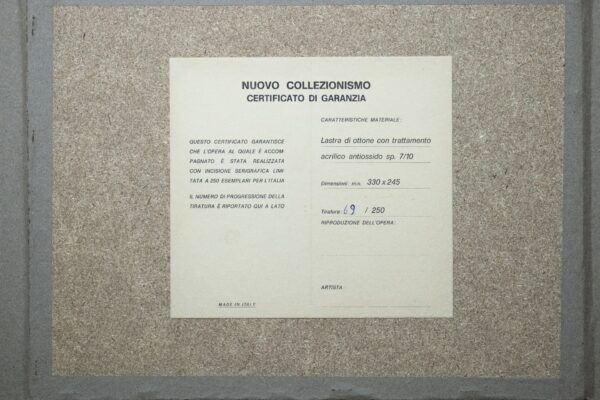 NUOVO COLLEZIONISMO
CERTIFICATO DI GARANZIA
QUESTO CERTIFICATO GARANTISCE
CHE L'OPERA AL QUALE È ACCOM-
PAGNATO È STATA REALIZZATA
CON INCISIONE SERIGRAFICA LIMI-
TATA A 250 ESEMPLARI PER L'ITALIA
IL NUMERO DI PROGRESSIONE DELLA
TIRATURA È RIPORTATO QUI A LATO
MADE IN ITALY
CARATTERISTICHE MATERIALE:
Lastra di ottone con trattamento
acrilico antiossido sp. 7/10
Dimensioni: m.m. 330 x 245
Tiratura: 69 / 250
RIPRODUZIONE DELL'OPERA:
ARTISTA